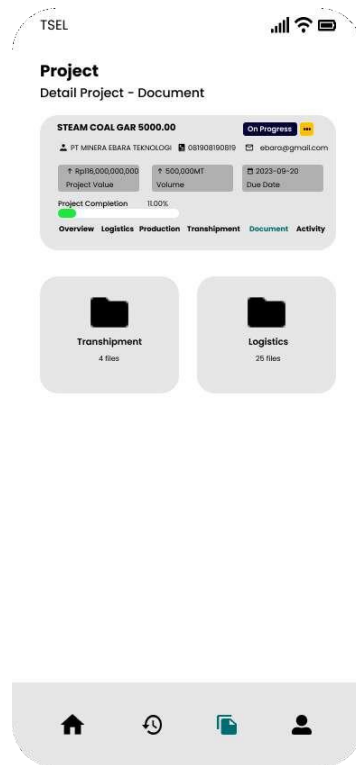 TSEL
Project
Detail Project - Document
STEAM COAL GAR 5000.00 On Progress
PT MINERA EBARA TEKNOLOGI 081908190819 ebara@gmail.com
↑ Rp116,000,000,000 ↑ 500,000MT 2023-09-20
Project Value Volume Due Date
Project Completion 11.00%
Overview Logistics Production Transhipment Document Activity
Transhipment Logistics
4 files 25 files